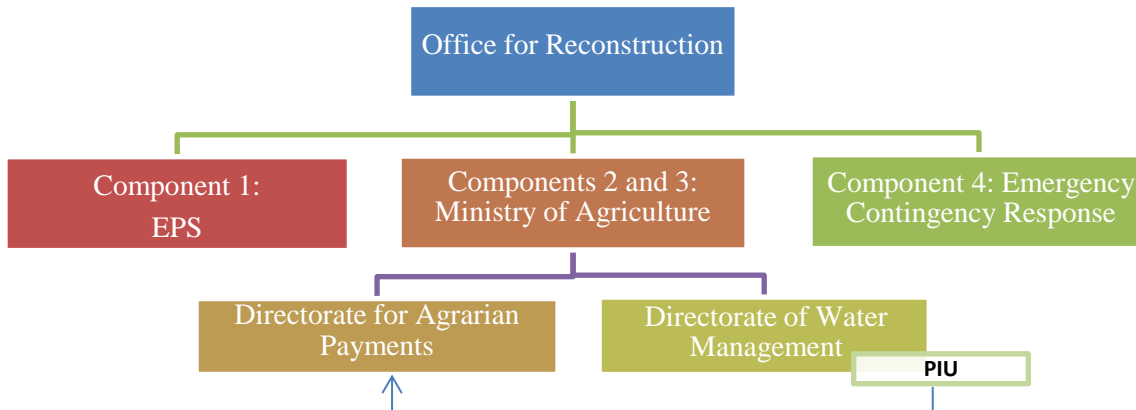 Office for Reconstruction
Component 1:
EPS
Components 2 and 3:
Ministry of Agriculture
Component 4: Emergency
Contingency Response
Directorate for Agrarian
Payments
Directorate of Water
Management
PIU